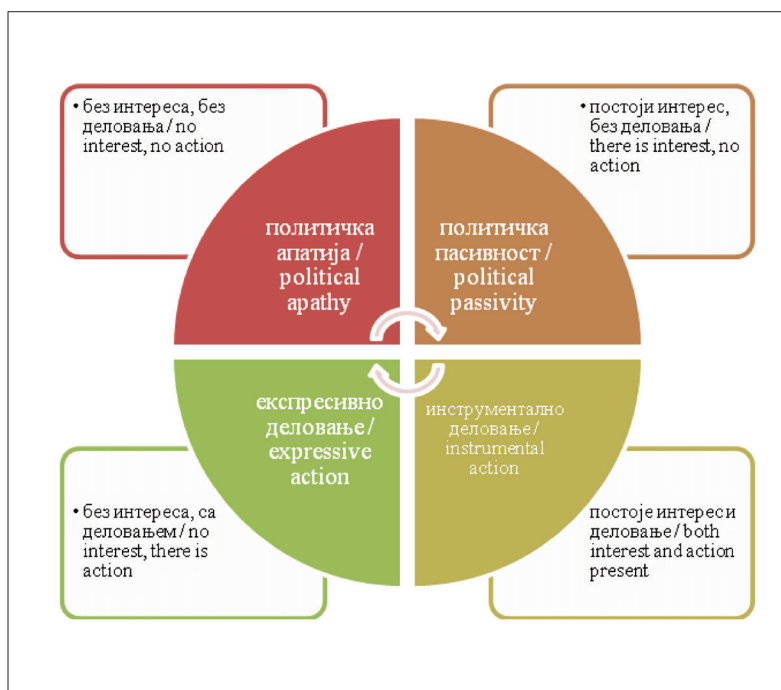 • без интереса, без
деловања / no
interest, no action
• постоји интерес,
без деловања /
there is interest, no
action
политичка
апатија /
political
apathy
политичка
пасивност /
political
passivity
експресивно
деловање /
expressive
action
инструментално
деловање /
instrumental
action
• без интереса, са
деловањем / no
interest, there is
action
постоје интерес и
деловање / both
interest and action
present